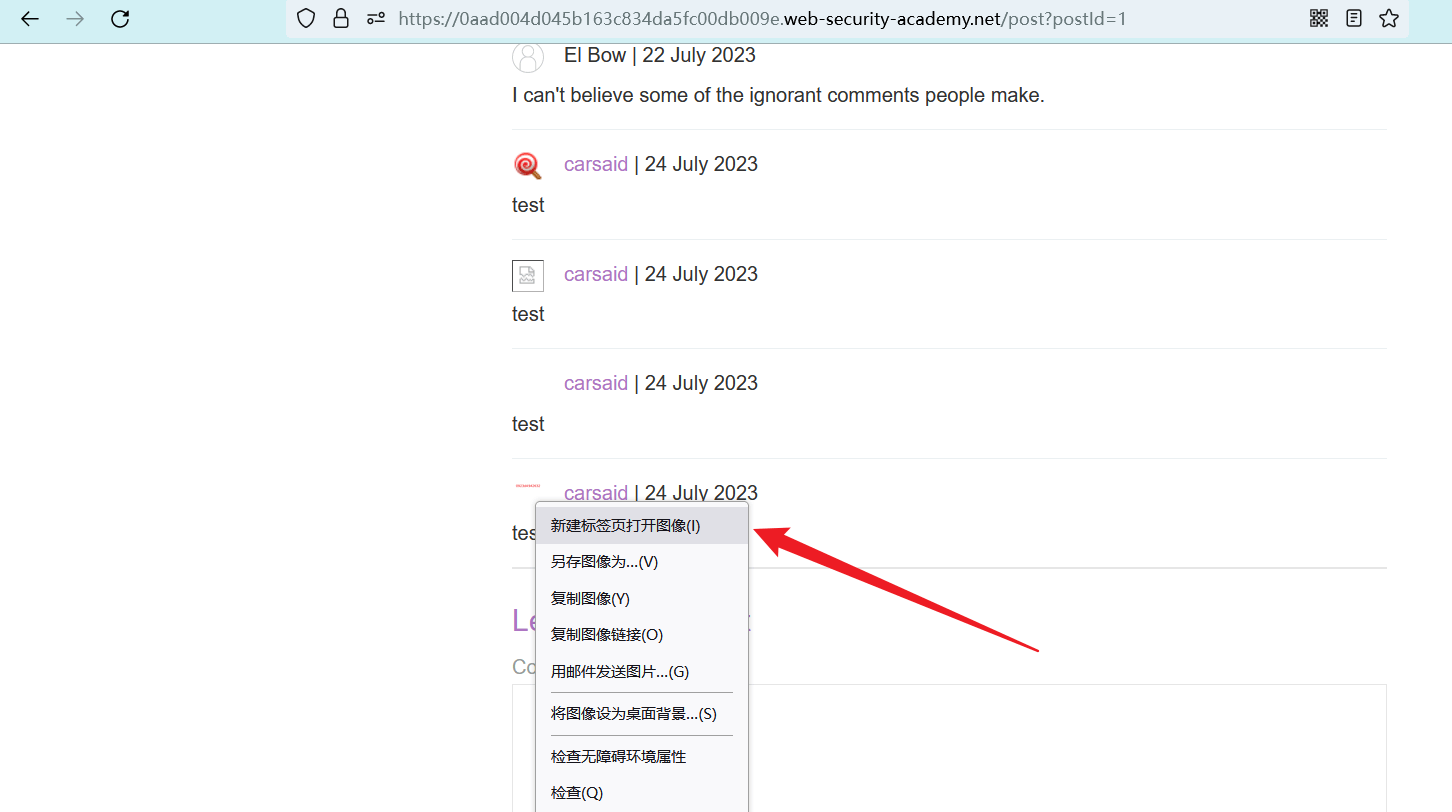 https://0aad004d045b163c834da5fc00db009e.web-security-academy.net/post?postId=1
El Bow | 22 July 2023
I can't believe some of the ignorant comments people make.
carsaid | 24 July 2023
test
carsaid | 24 July 2023
test
carsaid | 24 July 2023
test
carsaid | 24 July 2023
tes
新建标签页打开图像(I)
另存图像为...(V)
复制图像(Y)
复制图像链接(O)
Le
用邮件发送图片...(G)
Co
将图像设为桌面背景...(S)
检查无障碍环境属性
检查(Q)